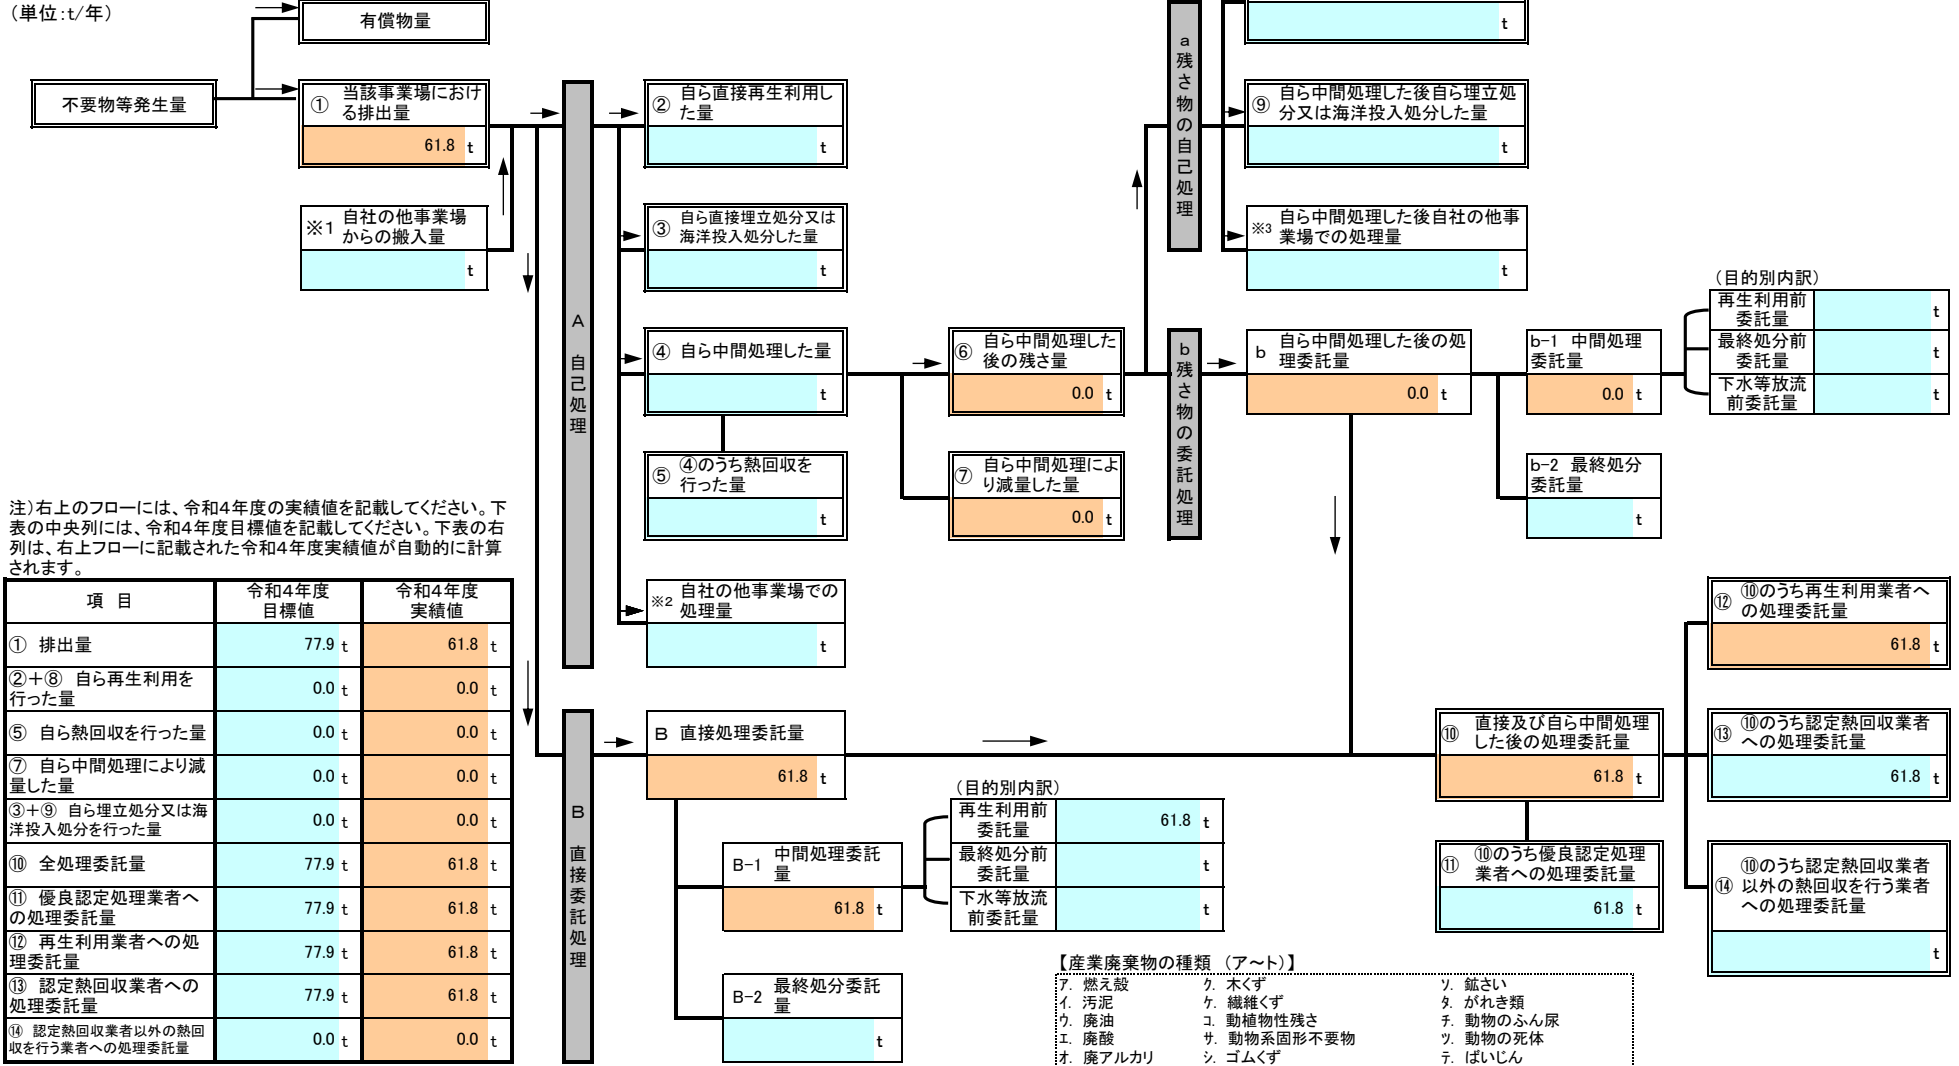 (単位:t/年)
有償物量
t
不要物等発生量
① 当該事業場におけ
る排出量
61.8 t
※1 自社の他事業場
からの搬入量
t
A 自己処理
② 自ら直接再生利用し
た量
t
③ 自ら直接埋立処分又は
海洋投入処分した量
t
④ 自ら中間処理した量
t
⑤ ④のうち熱回収を
行った量
t
※2 自社の他事業場での
処理量
t
⑥ 自ら中間処理した
後の残さ量
0.0 t
⑦ 自ら中間処理によ
り減量した量
0.0 t
a 残さ物の自己処理
⑨ 自ら中間処理した後自ら埋立処
分又は海洋投入処分した量
t
※3 自ら中間処理した後自社の他事
業場での処理量
t
b 残さ物の委託処理
b 自ら中間処理した後の処
理委託量
0.0 t
b-1 中間処理
委託量
0.0 t
b-2 最終処分
委託量
t
(目的別内訳)
再生利用前
委託量
t
最終処分前
委託量
t
下水等放流
前委託量
t
注)右上のフローには、令和4年度の実績値を記載してください。下
表の中央列には、令和4年度目標値を記載してください。下表の右
列は、右上フローに記載された令和4年度実績値が自動的に計算
されます。
項 目 令和4年度 目標値 令和4年度 実績値
① 排出量 77.9 t 61.8 t
②+⑧ 自ら再生利用を
行った量 0.0 t 0.0 t
⑤ 自ら熱回収を行った量 0.0 t 0.0 t
⑦ 自ら中間処理により減
量した量 0.0 t 0.0 t
③+⑨ 自ら埋立処分又は海
洋投入処分を行った量 0.0 t 0.0 t
⑩ 全処理委託量 77.9 t 61.8 t
⑪ 優良認定処理業者へ
の処理委託量 77.9 t 61.8 t
⑫ 再生利用業者への処
理委託量 77.9 t 61.8 t
⑬ 認定熱回収業者への
処理委託量 77.9 t 61.8 t
⑭ 認定熱回収業者以外の熱回
収を行う業者への処理委託量 0.0 t 0.0 t
B 直接委託処理
B 直接処理委託量
61.8 t
B-1 中間処理委託
量
61.8 t
B-2 最終処分委託
量
t
(目的別内訳)
再生利用前
委託量
61.8 t
最終処分前
委託量
t
下水等放流
前委託量
t
⑩ 直接及び自ら中間処理
した後の処理委託量
61.8 t
⑪ ⑩のうち優良認定処理
業者への処理委託量
61.8 t
⑫ ⑩のうち再生利用業者へ
の処理委託量
61.8 t
⑬ ⑩のうち認定熱回収業者
への処理委託量
61.8 t
⑭ ⑩のうち認定熱回収業者
以外の熱回収を行う業者
への処理委託量
t
【産業廃棄物の種類 (ア~ト)】
ア. 燃え殻 ク. 木くず ソ. 鉱さい
イ. 汚泥 ケ. 繊維くず タ. がれき類
ウ. 廃油 コ. 動植物性残さ チ. 動物のふん尿
エ. 廃酸 サ. 動物系固形不要物 ツ. 動物の死体
オ. 廃アルカリ シ. ゴムくず テ. ばいじん